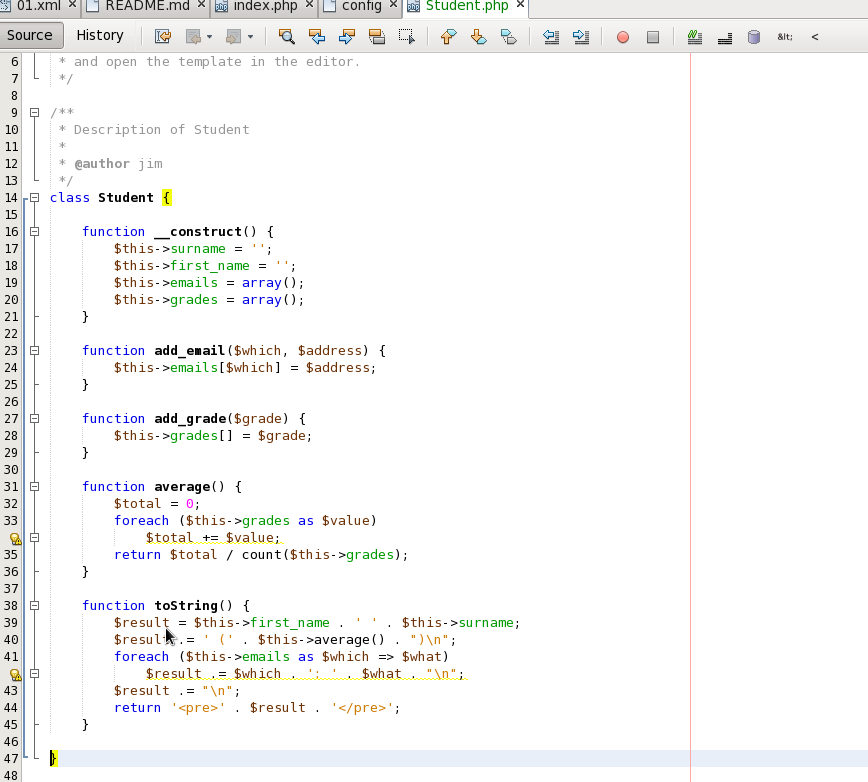 01.xml README.md index.php config Student.php
Source History &lt; <
6 * and open the template in the editor.
7 */
8
9 /**
10 * Description of Student
11 *
12 * @author jim
13 */
14 class Student {
15
16 function __construct() {
17 $this->surname = '';
18 $this->first_name = '';
19 $this->emails = array();
20 $this->grades = array();
21 }
22
23 function add_email($which, $address) {
24 $this->emails[$which] = $address;
25 }
26
27 function add_grade($grade) {
28 $this->grades[] = $grade;
29 }
30
31 function average() {
32 $total = 0;
33 foreach ($this->grades as $value)
$total += $value;
35 return $total / count($this->grades);
36 }
37
38 function toString() {
39 $result = $this->first_name . ' ' . $this->surname;
40 $result .= ' (' . $this->average() . ")\n";
41 foreach ($this->emails as $which => $what)
$result .= $which . ': ' . $what . "\n";
43 $result .= "\n";
44 return '<pre>' . $result . '</pre>';
45 }
46
47 }
48